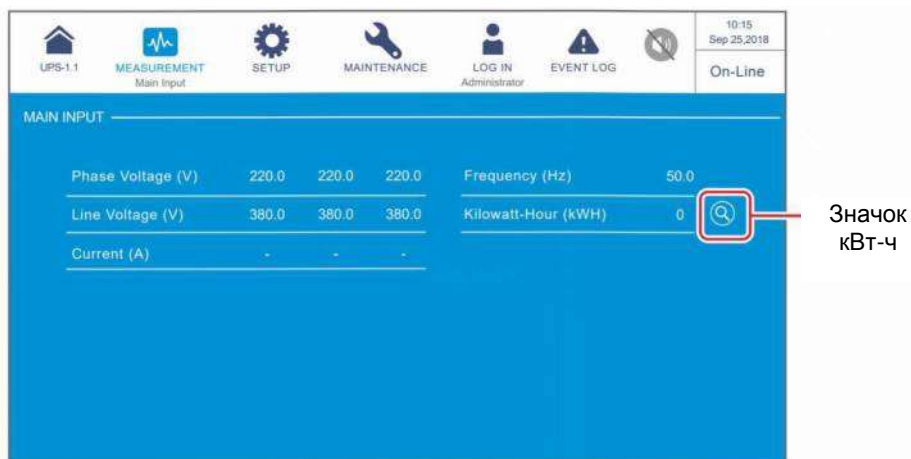 10:15
Sep 25,2018
UPS-1.1
MEASUREMENT
Main Input
SETUP
MAINTENANCE
LOG IN
Administrator
EVENT LOG
On-Line
MAIN INPUT
Phase Voltage (V) 220.0 220.0 220.0 Frequency (Hz) 50.0
Line Voltage (V) 380.0 380.0 380.0 Kilowatt-Hour (kWH) 0
Current (A) - - -
Значок
кВт-ч